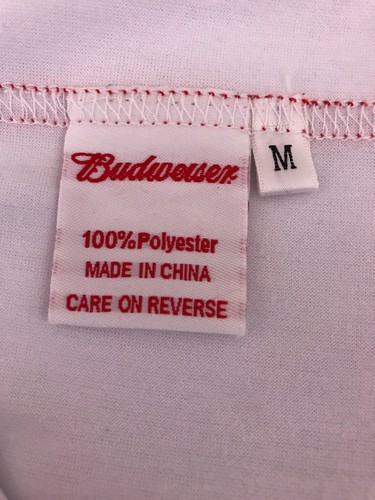 Budweiser
M
100%Polyester
MADE IN CHINA
CARE ON REVERSE